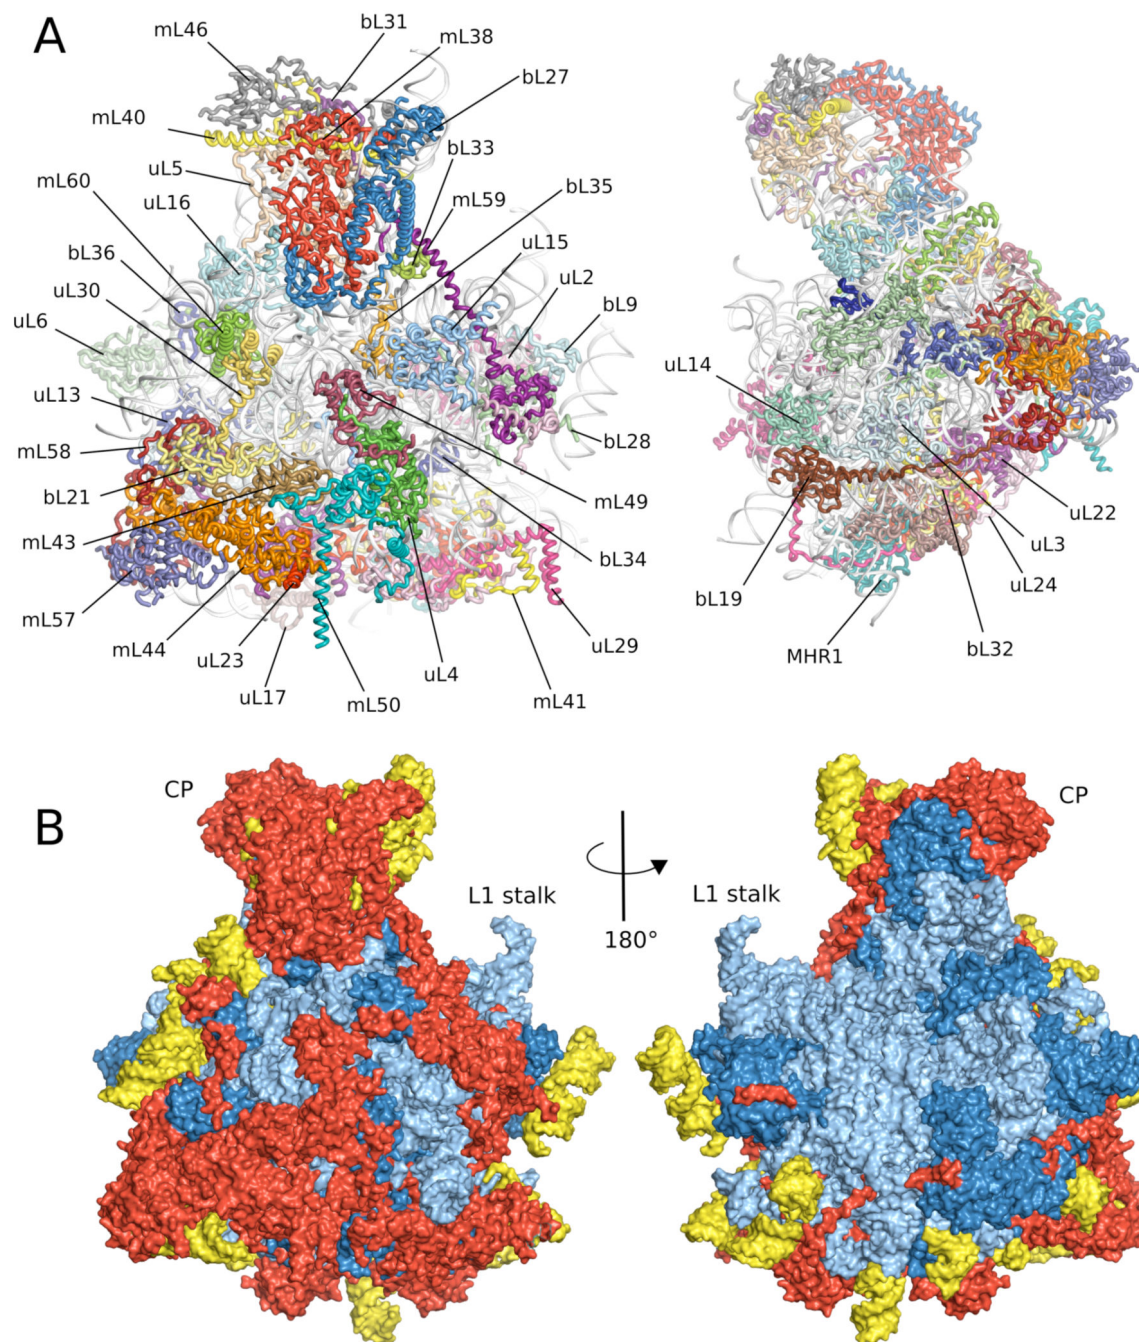 A
mL46
bL31
mL38
bL27
mL40
bL33
uL5
bL35
mL60
mL59
uL16
uL15
bL36
uL2
uL30
bL9
uL6
uL13
mL58
bL28
bL21
mL49
mL43
bL34
mL57
mL44
uL29
uL23
uL4
uL17
mL50
mL41
uL14
uL22
uL3
bL19
uL24
MHR1
bL32
B
CP
L1 stalk
180°
CP
L1 stalk